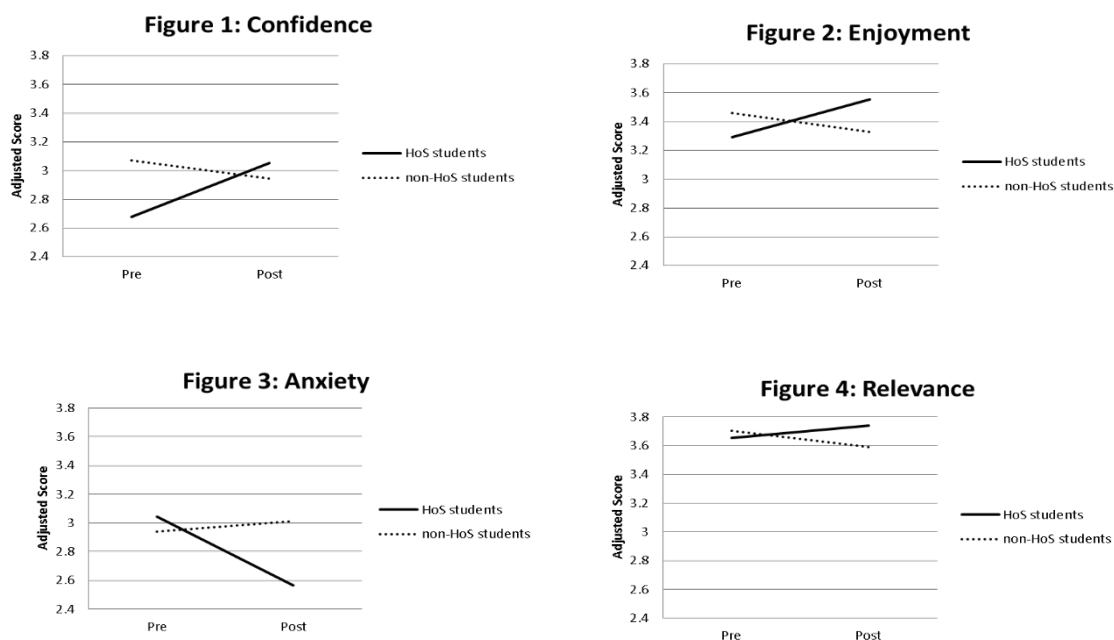 Figure 1: Confidence
3.8
3.6
3.4
3.2
3
2.8
2.6
2.4
Adjusted Score
Pre
Post
HoS students
non-HoS students
Figure 2: Enjoyment
3.8
3.6
3.4
3.2
3
2.8
2.6
2.4
Adjusted Score
Pre
Post
HoS students
non-HoS students
Figure 3: Anxiety
3.8
3.6
3.4
3.2
3
2.8
2.6
2.4
Adjusted Score
Pre
Post
HoS students
non-HoS students
Figure 4: Relevance
3.8
3.6
3.4
3.2
3
2.8
2.6
2.4
Adjusted Score
Pre
Post
HoS students
non-HoS students